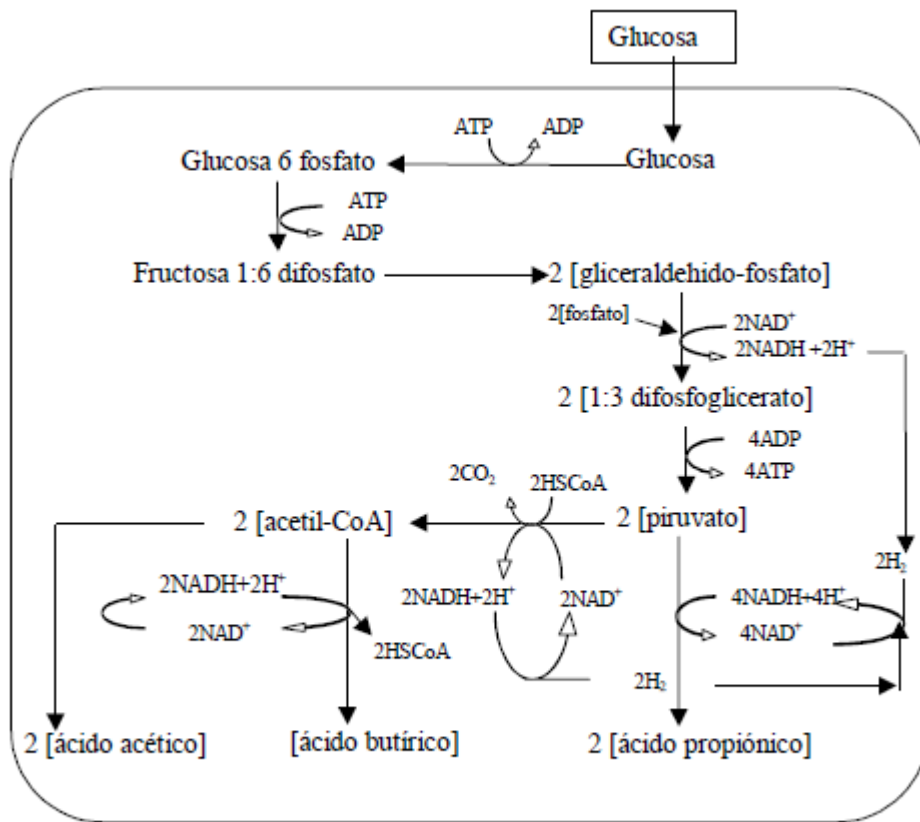 Glucosa
ATP ADP
Glucosa 6 fosfato Glucosa
ATP
ADP
Fructosa 1:6 difosfato 2 [gliceraldehido-fosfato]
2[fosfato] 2NAD⁺
2NADH +2H⁺
2 [1:3 difosfoglicerato]
4ADP
4ATP
2CO₂ 2HSCoA
2 [acetil-CoA] 2 [piruvato]
2H₂
2NADH+2H⁺ 2NADH+2H⁺ 2NAD⁺ 4NADH+4H⁺
2NAD⁺ 4NAD⁺
2HSCoA
2H₂
2 [ácido acético] [ácido butírico] 2 [ácido propiónico]